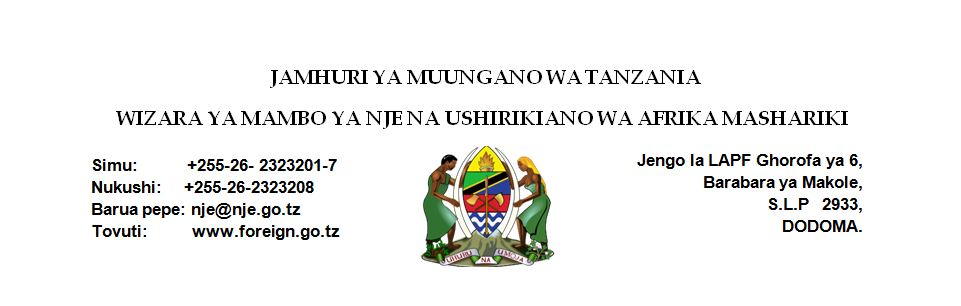 JAMHURI YA MUUNGANO WA TANZANIA
WIZARA YA MAMBO YA NJE NA USHIRIKIANO WA AFRIKA MASHARIKI
Simu: +255-26- 2323201-7
Nukushi: +255-26-2323208
Barua pepe: nje@nje.go.tz
Tovuti: www.foreign.go.tz
Jengo la LAPF Ghorofa ya 6,
Barabara ya Makole,
S.L.P 2933,
DODOMA.
UHURU NA UMOJA